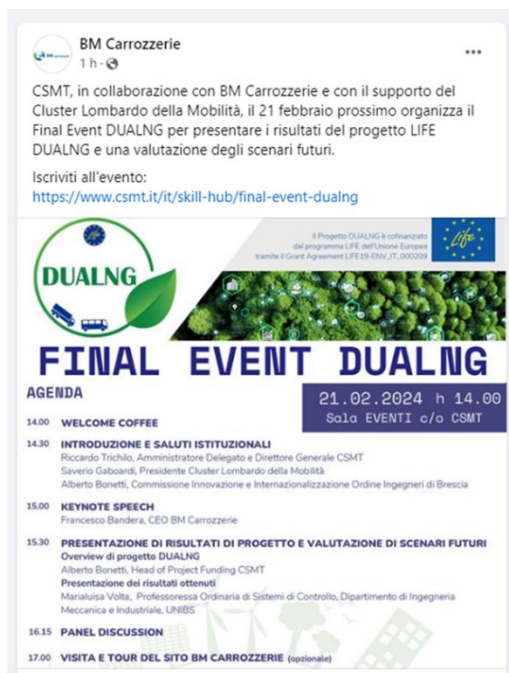 BM Carrozzerie
1 h ·
CSMT, in collaborazione con BM Carrozzerie e con il supporto del
Cluster Lombardo della Mobilità, il 21 febbraio prossimo organizza il
Final Event DUALNG per presentare i risultati del progetto LIFE
DUALNG e una valutazione degli scenari futuri.
Iscriviti all'evento:
https://www.csmt.it/it/skill-hub/final-event-dualng
Il Progetto DUALNG è cofinanziato
dal programma LIFE dell'Unione Europea
tramite il Grant Agreement LIFE19-ENV_IT_000209
Life
DUALNG
FINAL EVENT DUALNG
AGENDA
21.02.2024 h 14.00
Sala EVENTI c/o CSMT
14.00 WELCOME COFFEE
14.30 INTRODUZIONE E SALUTI ISTITUZIONALI
Riccardo Trichilo, Amministratore Delegato e Direttore Generale CSMT
Saverio Gaboardi, Presidente Cluster Lombardo della Mobilità
Alberto Bonetti, Commissione Innovazione e Internazionalizzazione Ordine Ingegneri di Brescia
15.00 KEYNOTE SPEECH
Francesco Bandera, CEO BM Carrozzerie
15.30 PRESENTAZIONE DI RISULTATI DI PROGETTO E VALUTAZIONE DI SCENARI FUTURI
Overview di progetto DUALNG
Alberto Bonetti, Head of Project Funding CSMT
Presentazione dei risultati ottenuti
Marialuisa Volta, Professoressa Ordinaria di Sistemi di Controllo, Dipartimento di Ingegneria
Meccanica e Industriale, UNIBS
16.15 PANEL DISCUSSION
17.00 VISITA E TOUR DEL SITO BM CARROZZERIE (opzionale)